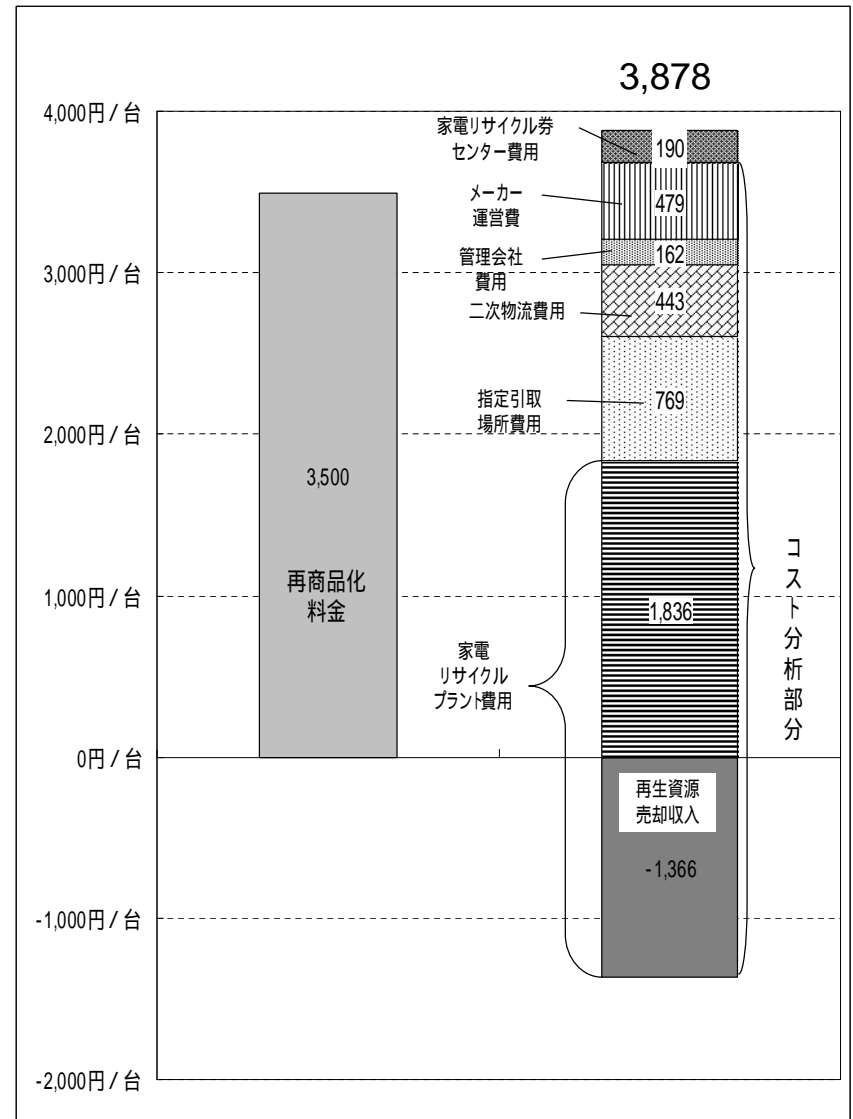 3,878
4,000円/台
家電リサイクル券
センター費用
190
メーカー
運営費
479
管理会社
費用
162
3,000円/台
二次物流費用
443
指定引取
場所費用
769
2,000円/台
3,500
再商品化
料金
1,000円/台
1,836
家電
リサイクル
プラント費用
コスト分析部分
0円/台
再生資源
売却収入
-1,366
-1,000円/台
-2,000円/台